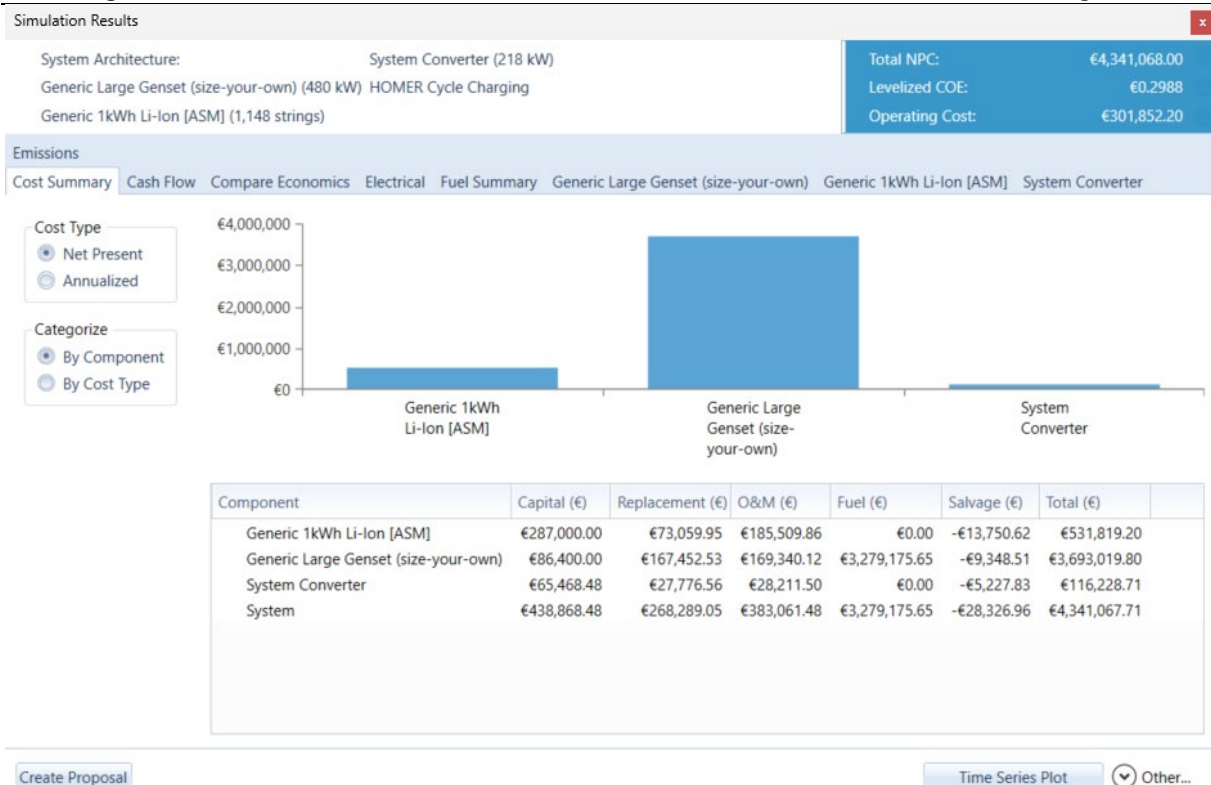 Simulation Results
x
System Architecture: System Converter (218 kW)
Generic Large Genset (size-your-own) (480 kW) HOMER Cycle Charging
Generic 1kWh Li-Ion [ASM] (1,148 strings)
Total NPC: €4,341,068.00
Levelized COE: €0.2988
Operating Cost: €301,852.20
Emissions
Cost Summary Cash Flow Compare Economics Electrical Fuel Summary Generic Large Genset (size-your-own) Generic 1kWh Li-Ion [ASM] System Converter
Cost Type
Net Present
Annualized
Categorize
By Component
By Cost Type
€4,000,000
€3,000,000
€2,000,000
€1,000,000
€0
Generic 1kWh
Li-Ion [ASM]
Generic Large
Genset (size-
your-own)
System
Converter
Component Capital (€) Replacement (€) O&M (€) Fuel (€) Salvage (€) Total (€)
Generic 1kWh Li-Ion [ASM] €287,000.00 €73,059.95 €185,509.86 €0.00 -€13,750.62 €531,819.20
Generic Large Genset (size-your-own) €86,400.00 €167,452.53 €169,340.12 €3,279,175.65 -€9,348.51 €3,693,019.80
System Converter €65,468.48 €27,776.56 €28,211.50 €0.00 -€5,227.83 €116,228.71
System €438,868.48 €268,289.05 €383,061.48 €3,279,175.65 -€28,326.96 €4,341,067.71
Create Proposal
Time Series Plot
Other...